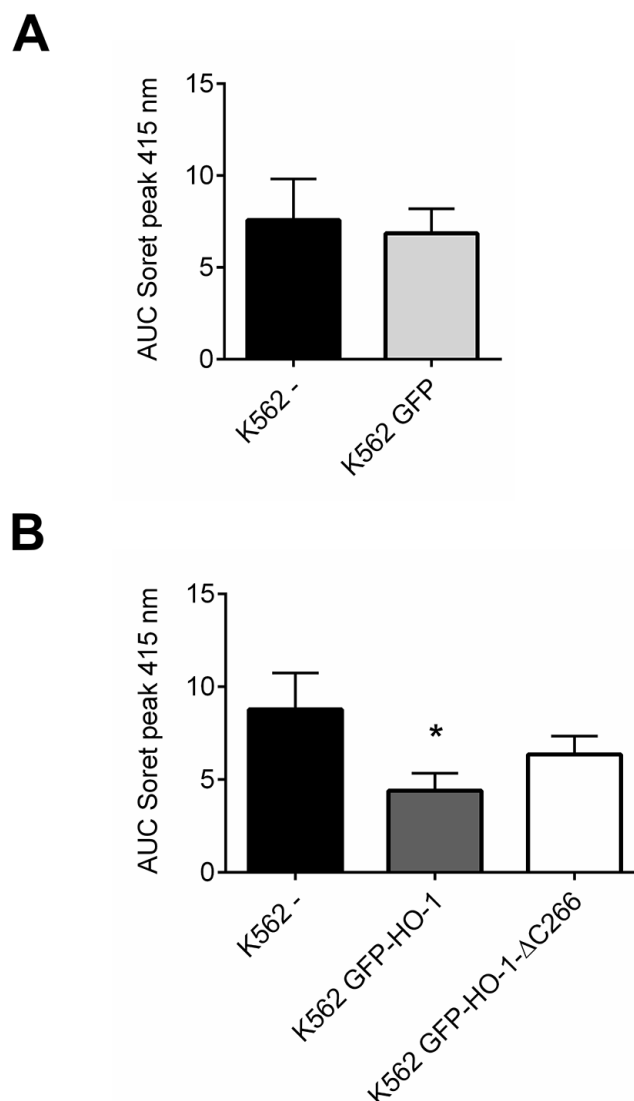 A
AUC Soret peak 415 nm
15
10
5
0
K562 -
K562 GFP
B
AUC Soret peak 415 nm
15
10
5
0
*
K562 -
K562 GFP-HO-1
K562 GFP-HO-1-ΔC266